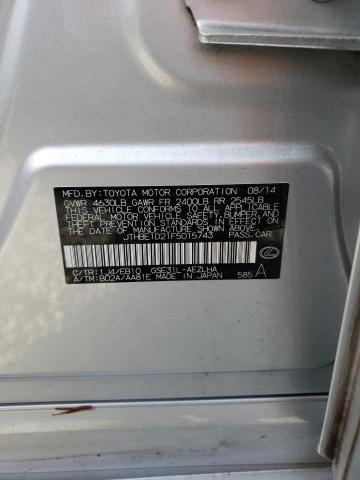 MFD.BY:TOYOTA MOTOR CORPORATION 08/14
GVWR 4630LB GAWR FR 2400LB RR 2545LB
THIS VEHICLE CONFORMS TO ALL APPLICABLE
FEDERAL MOTOR VEHICLE SAFETY, BUMPER, AND
THEFT PREVENTION STANDARDS IN EFFECT ON
THE DATE OF MANUFACTURE SHOWN ABOVE.
JTHBE1D21F5015743 PASS.CAR
C/TR:1J4/EB10 GSE31L-AEZLHA
A/TM:B02A/AA81E MADE IN JAPAN 585 A